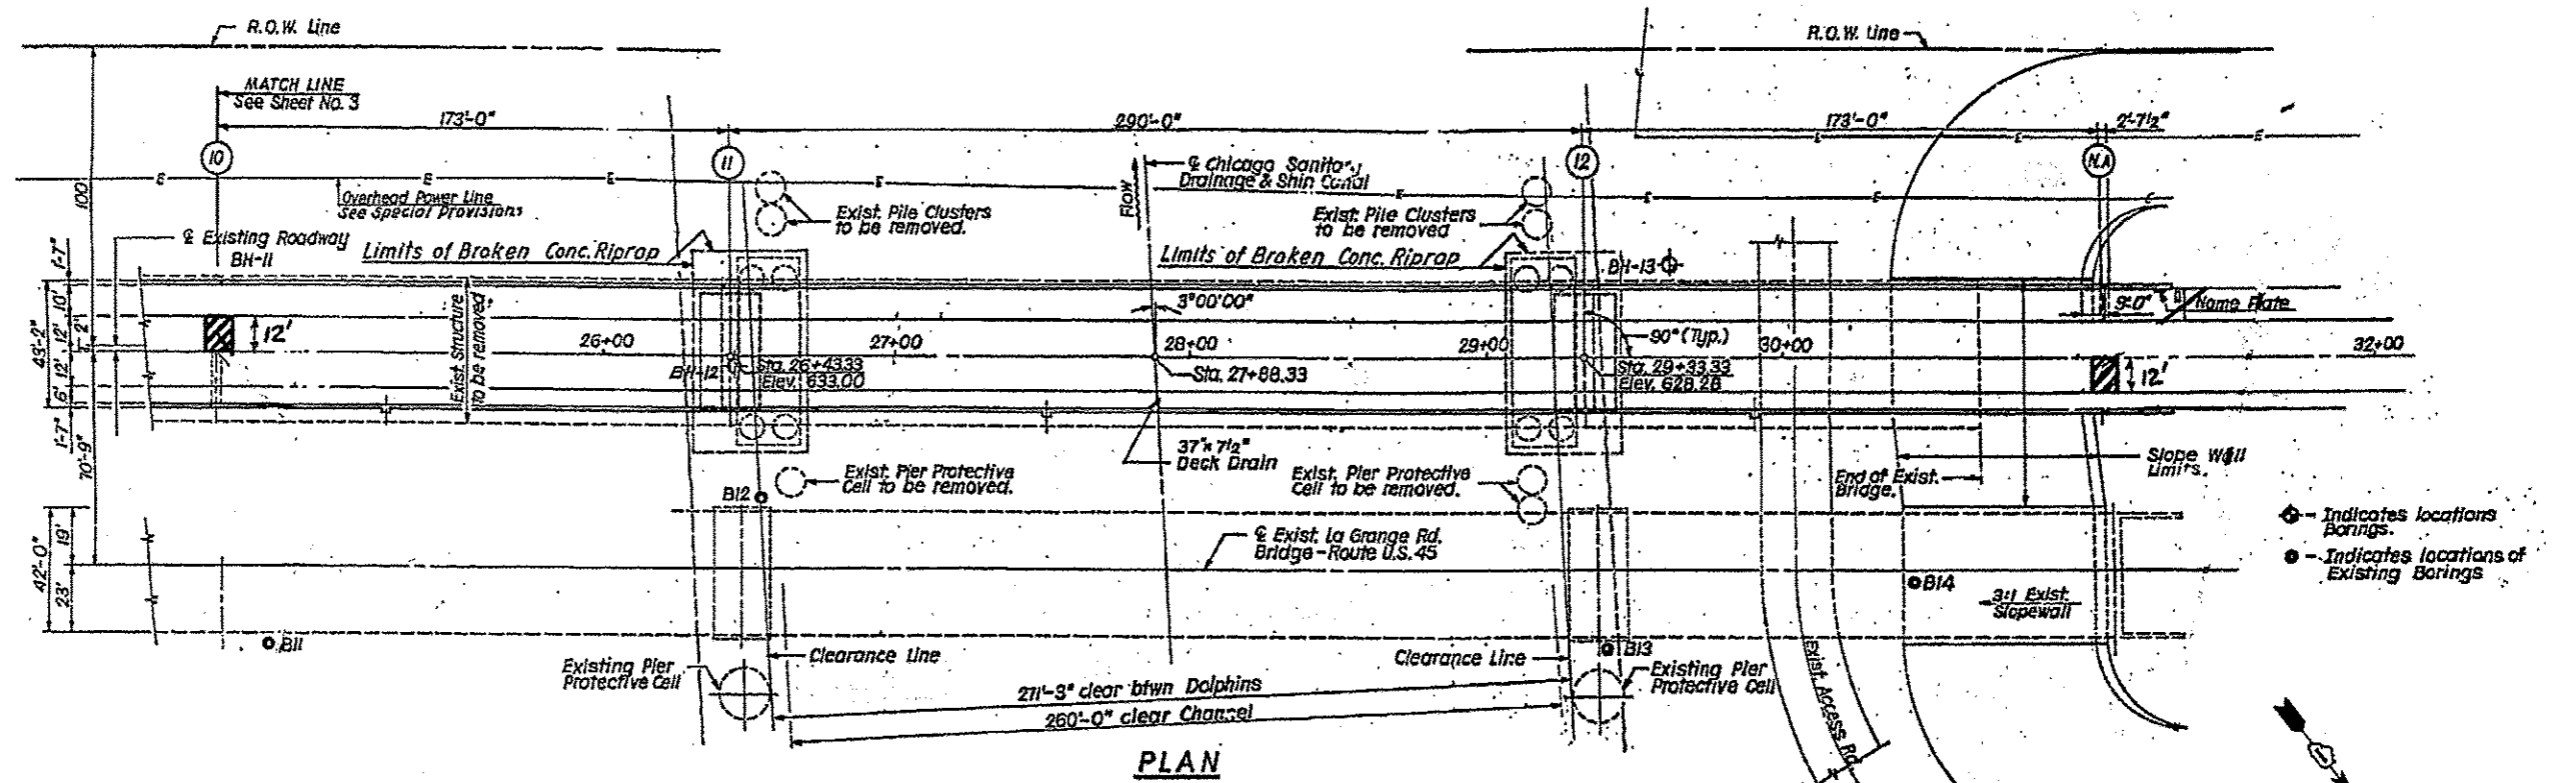 R.O.W. Line
R.O.W. Line
MATCH LINE
See Sheet No. 3
173'-0"
290'-0"
173'-0"
2'-7½"
10
11
12
N.A
E E E E E E E E E E
100'
Overhead Power Line
See Special Provisions
Exist. Pile Clusters
to be removed.
Flow
℄ Chicago Sanitary
Drainage & Ship Canal
Exist. Pile Clusters
to be removed
℄ Existing Roadway
BH-11
Limits of Broken Conc. Riprap
Limits of Broken Conc. Riprap
BH-13
1'-7"
43'-2"
10'
12'
2"
12'
6'
1'-7"
70'-9"
12'
Exist. Structure
to be removed.
3°00'00"
90° (Typ.)
9'-0"
Name Plate
26+00
27+00
28+00
29+00
30+00
32+00
BH-12
Sta. 26+43.33
Elev. 633.00
Sta. 27+88.33
Sta. 29+33.33
Elev. 628.28
12'
37" x 7½"
Deck Drain
Exist. Pier Protective
Cell to be removed.
Exist. Pier Protective
Cell to be removed.
End of Exist.
Bridge.
Slope Wall
Limits.
B12
42'-0"
19'
23'
℄ Exist. La Grange Rd.
Bridge - Route U.S. 45
- Indicates locations
Borings.
- Indicates locations of
Existing Borings
B14
3:1 Exist.
Slopewall
B11
B13
Clearance Line
Clearance Line
Existing Pier
Protective Cell
Existing Pier
Protective Cell
271'-3" clear btwn Dolphins
260'-0" clear Channel
Exist. Access Rd.
PLAN